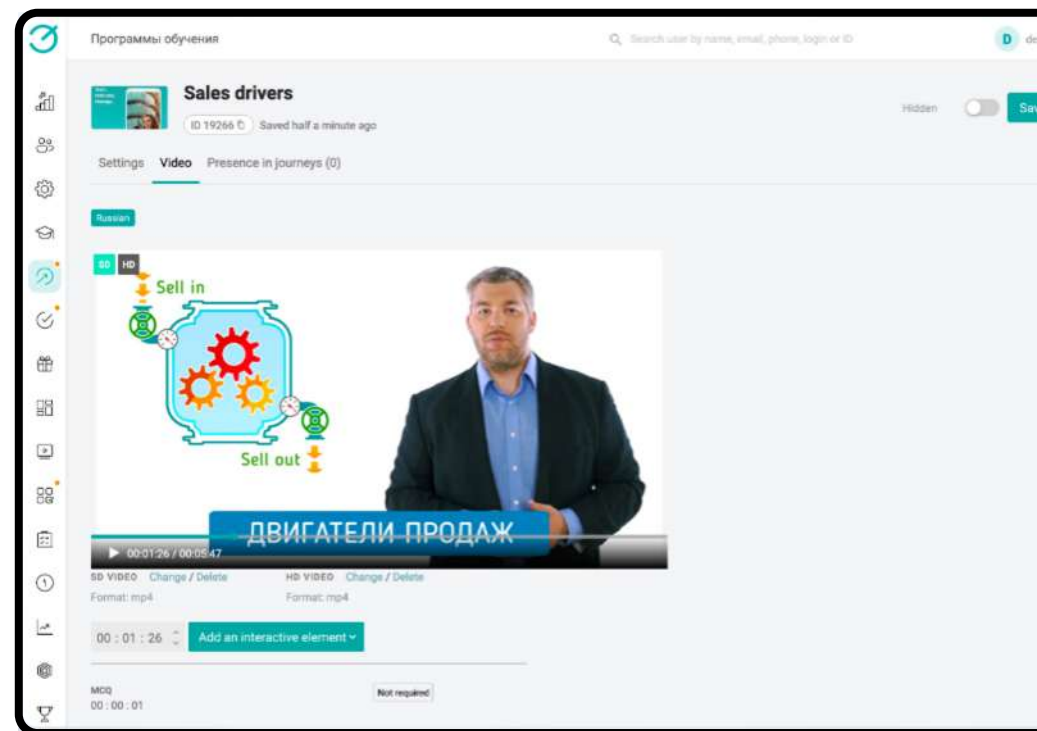 Программы обучения
Search user by name, email, phone, login or ID
D de
Sales drivers
Hidden
Sav
ID 19266
Saved half a minute ago
Settings Video Presence in journeys (0)
Russian
SD HD
Sell in
Sell out
ДВИГАТЕЛИ ПРОДАЖ
00:01:26 / 00:05:47
SD VIDEO Change / Delete
HD VIDEO Change / Delete
Format: mp4
Format: mp4
00 : 01 : 26 Add an interactive element
MCQ
Not required
00 : 00 : 01